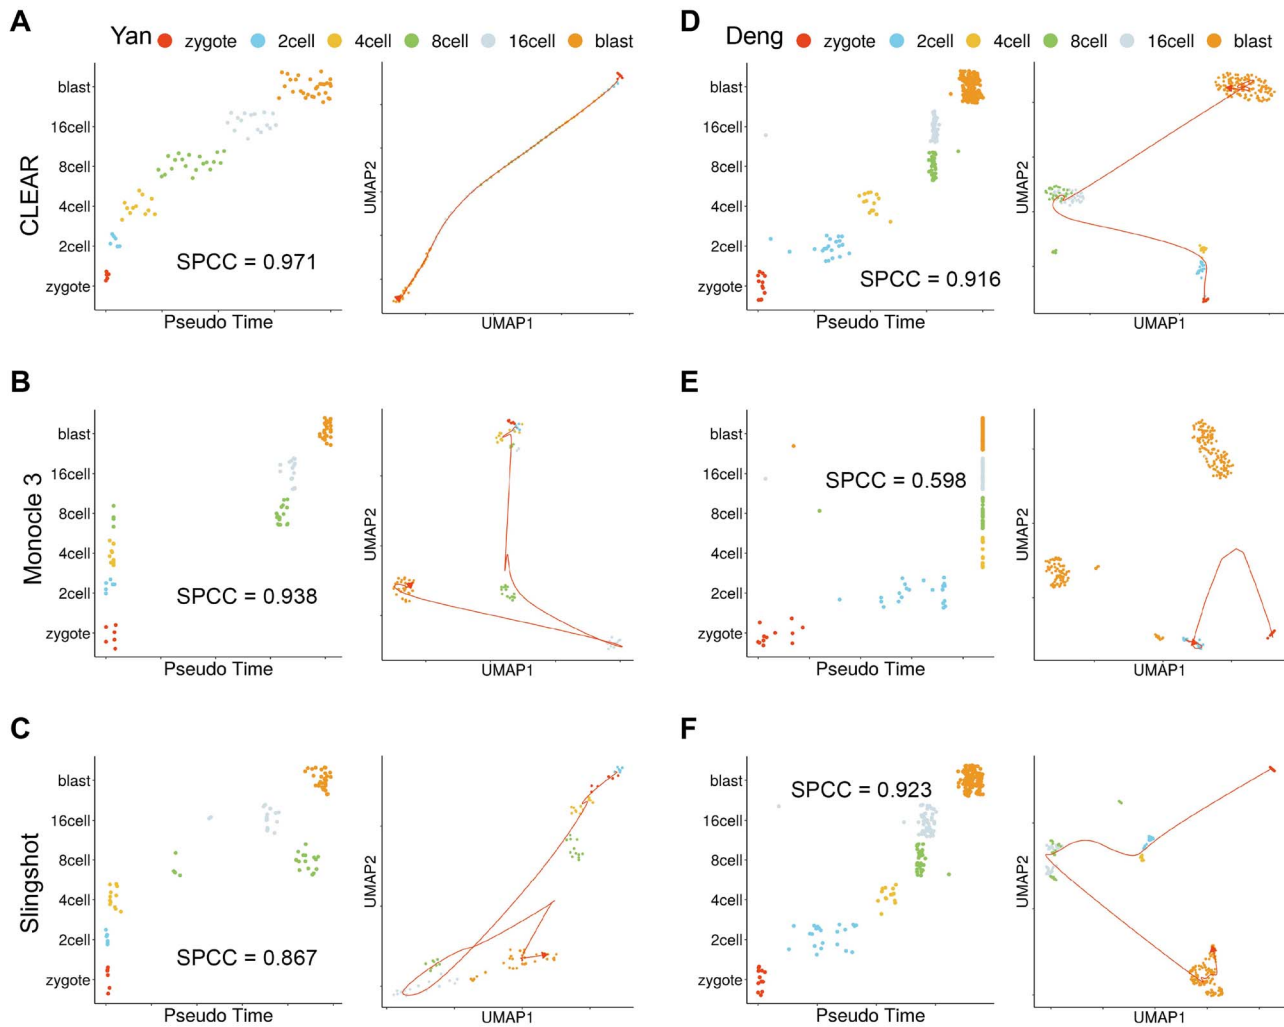 A
Yan zygote 2cell 4cell 8cell 16cell blast
CLEAR
blast
16cell
8cell
4cell
2cell
zygote
SPCC = 0.971
Pseudo Time
UMAP2
UMAP1
D
Deng zygote 2cell 4cell 8cell 16cell blast
blast
16cell
8cell
4cell
2cell
zygote
SPCC = 0.916
Pseudo Time
UMAP2
UMAP1
B
Monocle 3
blast
16cell
8cell
4cell
2cell
zygote
SPCC = 0.938
Pseudo Time
UMAP2
UMAP1
E
blast
16cell
8cell
4cell
2cell
zygote
SPCC = 0.598
Pseudo Time
UMAP2
UMAP1
C
Slingshot
blast
16cell
8cell
4cell
2cell
zygote
SPCC = 0.867
Pseudo Time
UMAP2
UMAP1
F
blast
16cell
8cell
4cell
2cell
zygote
SPCC = 0.923
Pseudo Time
UMAP2
UMAP1